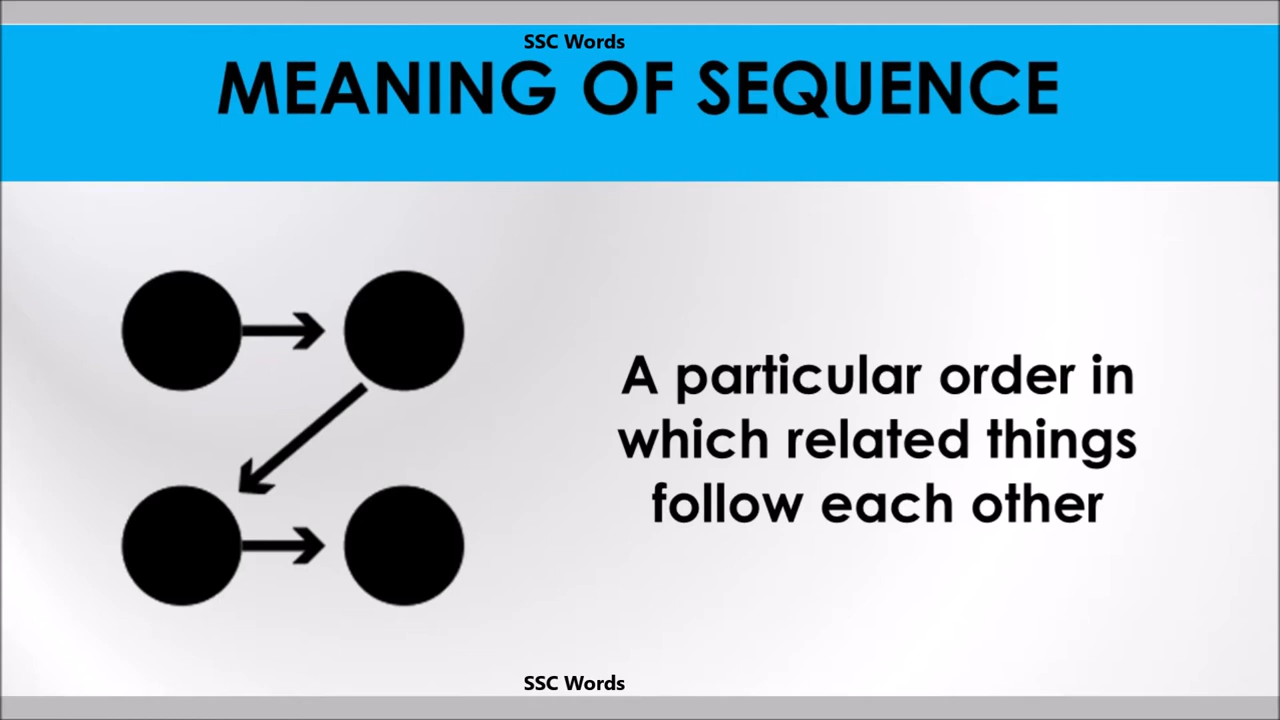 SSC Words
MEANING OF SEQUENCE
A particular order in
which related things
follow each other
SSC Words